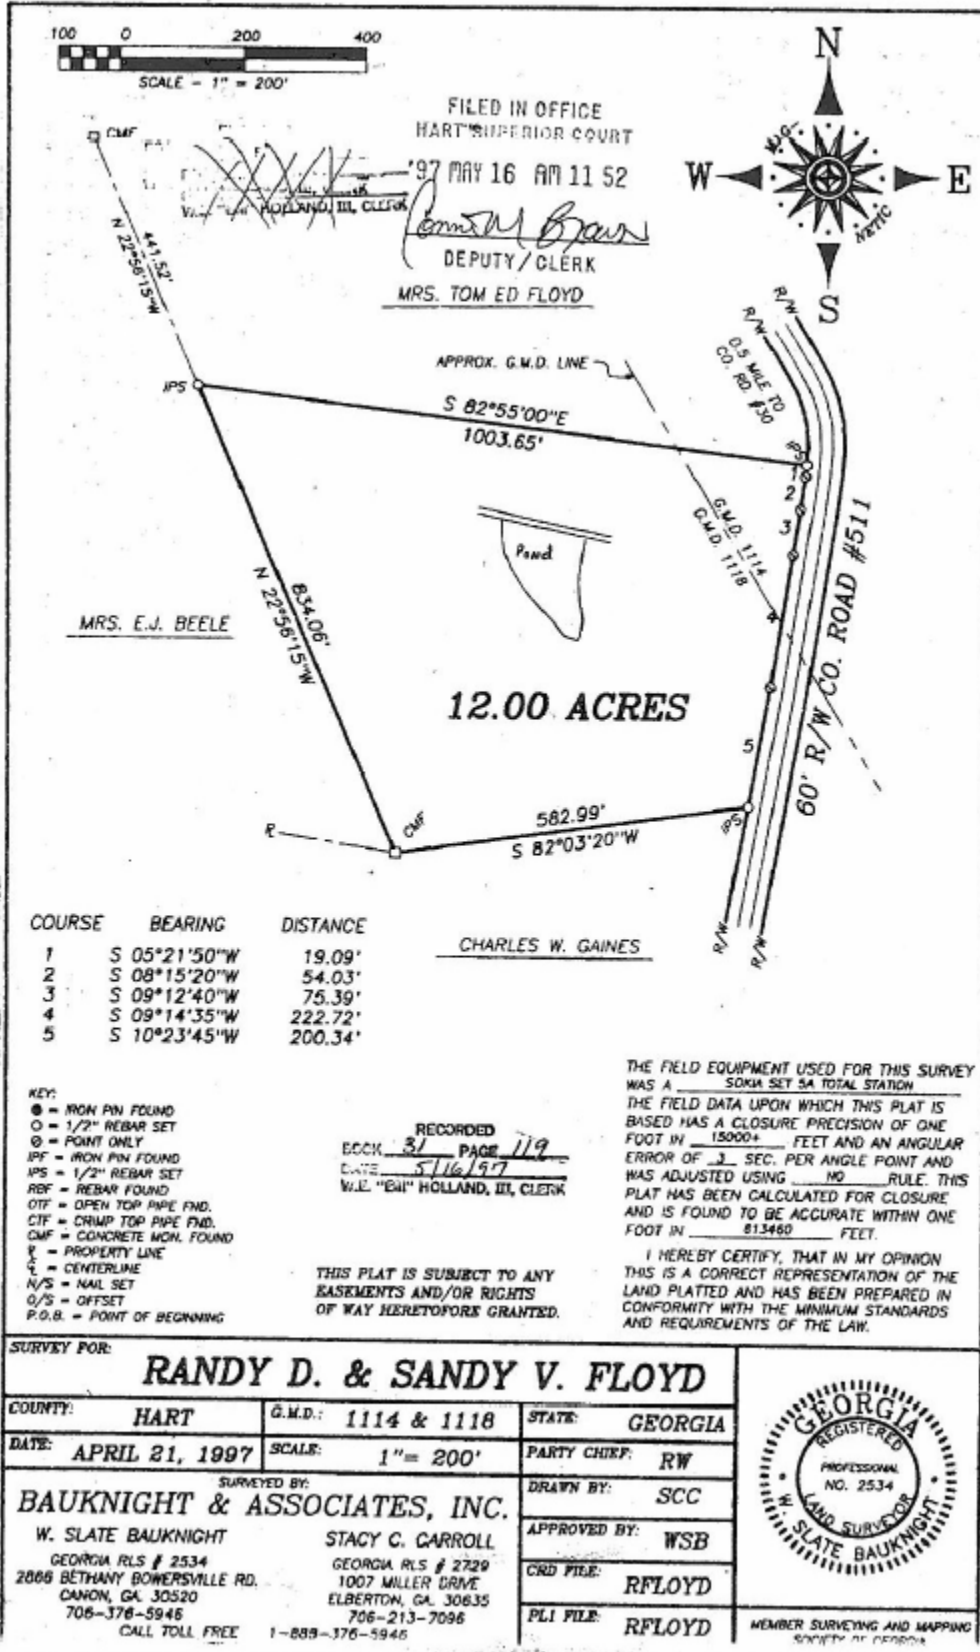 100 0 200 400
SCALE - 1" = 200'
FILED IN OFFICE
HART SUPERIOR COURT
'97 MAY 16 AM 11 52
HOLLAND, III, CLERK
DEPUTY / CLERK
MRS. TOM ED FLOYD
N
W E
S
MAG-
NETIC
CMF
441.52'
N 22°56'15"W
IPS
APPROX. G.M.D. LINE
R/W
R/W
0.5 MILE TO
CO. RD. #30
S 82°55'00"E
1003.65'
IPS
1
2
3
4
5
G.M.D. 1114
G.M.D. 1118
Pond
60' R/W CO. ROAD #511
MRS. E.J. BEELE
834.06'
N 22°56'15"W
12.00 ACRES
582.99'
S 82°03'20"W
CMF
IPS
R/W
R/W
CHARLES W. GAINES
COURSE BEARING DISTANCE
1 S 05°21'50"W 19.09'
2 S 08°15'20"W 54.03'
3 S 09°12'40"W 75.39'
4 S 09°14'35"W 222.72'
5 S 10°23'45"W 200.34'
KEY:
= IRON PIN FOUND
= 1/2" REBAR SET
= POINT ONLY
IPF = IRON PIN FOUND
IPS = 1/2" REBAR SET
RBF = REBAR FOUND
OTF = OPEN TOP PIPE FND.
CTF = CRIMP TOP PIPE FND.
CMF = CONCRETE MON. FOUND
= PROPERTY LINE
= CENTERLINE
N/S = NAIL SET
O/S = OFFSET
P.O.B. = POINT OF BEGINNING
RECORDED
BOOK 31 PAGE 119
DATE 5/16/97
W.E. "Bill" HOLLAND, III, CLERK
THIS PLAT IS SUBJECT TO ANY
EASEMENTS AND/OR RIGHTS
OF WAY HERETOFORE GRANTED.
THE FIELD EQUIPMENT USED FOR THIS SURVEY
WAS A SOKIA SET 5A TOTAL STATION
THE FIELD DATA UPON WHICH THIS PLAT IS
BASED HAS A CLOSURE PRECISION OF ONE
FOOT IN 15000+ FEET AND AN ANGULAR
ERROR OF 3 SEC. PER ANGLE POINT AND
WAS ADJUSTED USING NO RULE. THIS
PLAT HAS BEEN CALCULATED FOR CLOSURE
AND IS FOUND TO BE ACCURATE WITHIN ONE
FOOT IN 613460 FEET.
I HEREBY CERTIFY, THAT IN MY OPINION
THIS IS A CORRECT REPRESENTATION OF THE
LAND PLATTED AND HAS BEEN PREPARED IN
CONFORMITY WITH THE MINIMUM STANDARDS
AND REQUIREMENTS OF THE LAW.
SURVEY FOR:
RANDY D. & SANDY V. FLOYD
COUNTY: HART G.M.D.: 1114 & 1118 STATE: GEORGIA
DATE: APRIL 21, 1997 SCALE: 1"= 200' PARTY CHIEF: RW
SURVEYED BY:
BAUKNIGHT & ASSOCIATES, INC.
W. SLATE BAUKNIGHT
GEORGIA RLS # 2534
2866 BETHANY BOWERSVILLE RD.
CANON, GA. 30520
706-376-5946
STACY C. CARROLL
GEORGIA RLS # 2729
1007 MILLER DRIVE
ELBERTON, GA. 30635
706-213-7096
CALL TOLL FREE 1-888-376-5946
DRAWN BY: SCC
APPROVED BY: WSB
CRD FILE: RFLOYD
PL1 FILE: RFLOYD
GEORGIA
REGISTERED
PROFESSIONAL
NO. 2534
LAND SURVEYOR
W. SLATE BAUKNIGHT
MEMBER SURVEYING AND MAPPING
SOCIETY OF GEORGIA